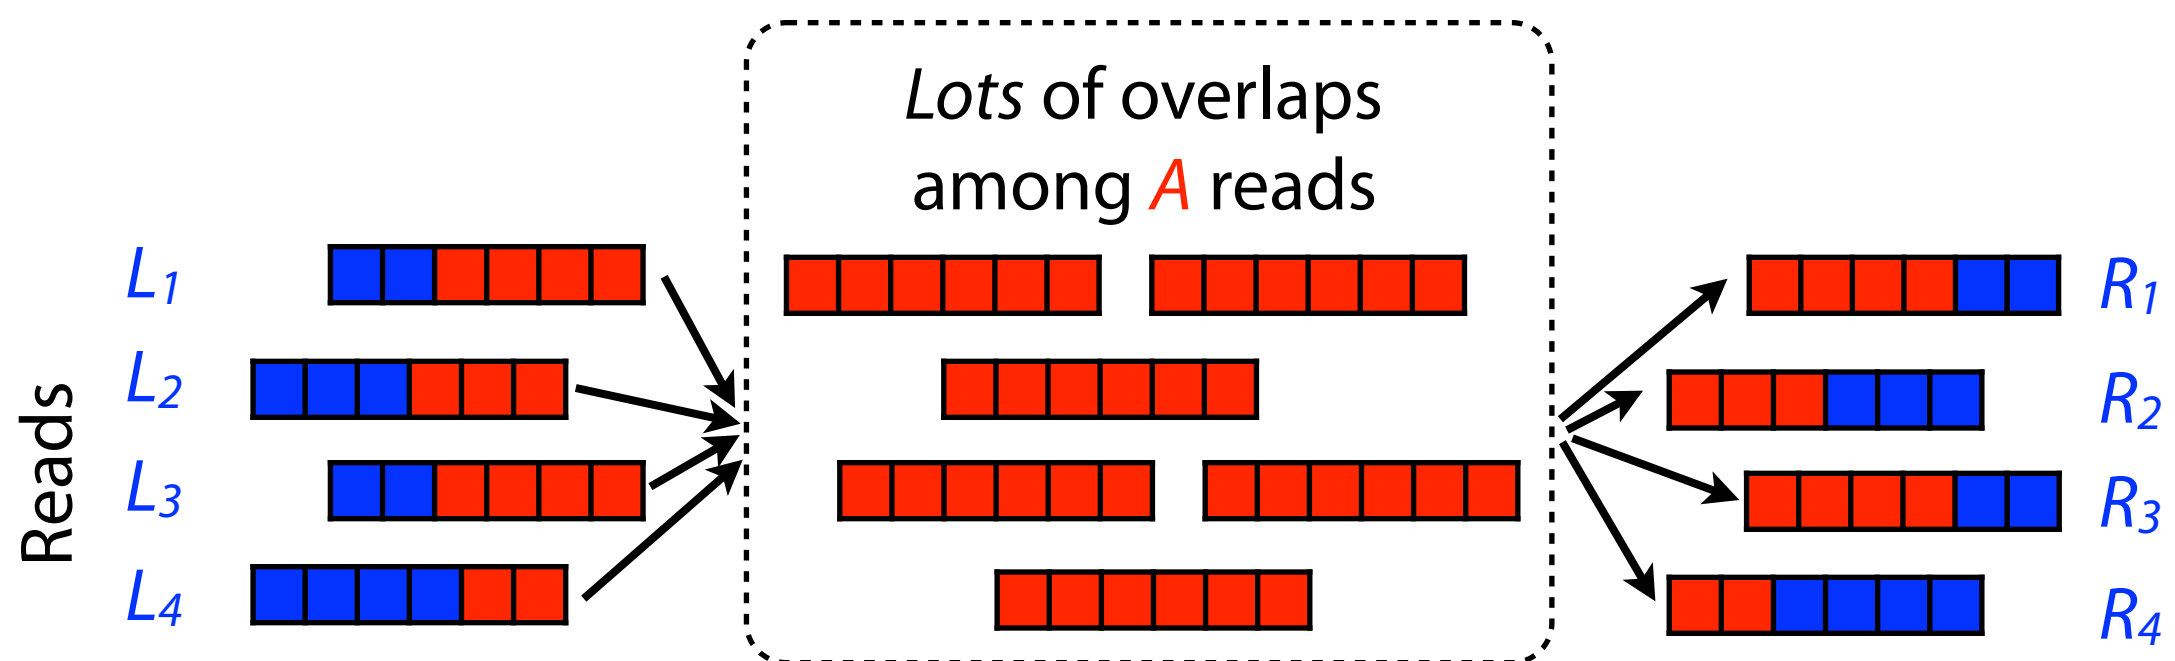 Lots of overlaps
among A reads
Reads
L1
L2
L3
L4
R1
R2
R3
R4